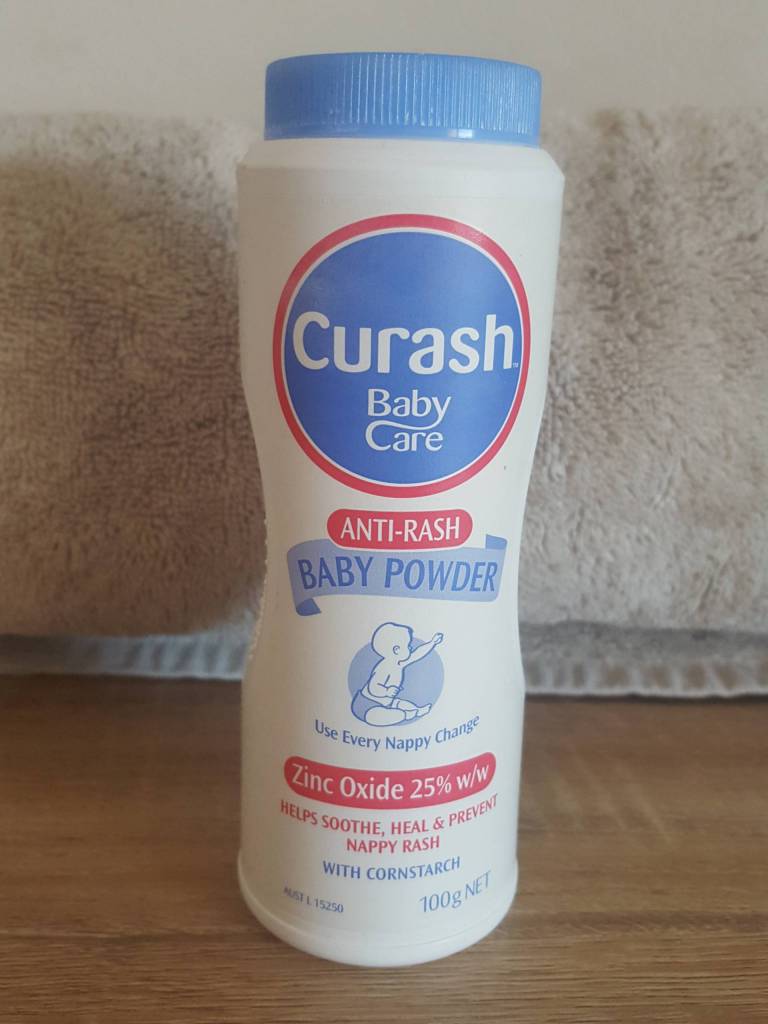 Curash™
Baby
Care
ANTI-RASH
BABY POWDER
Use Every Nappy Change
Zinc Oxide 25% w/w
HELPS SOOTHE, HEAL & PREVENT
NAPPY RASH
WITH CORNSTARCH
AUST L 15250
100g NET